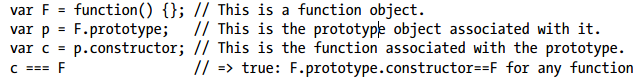 var F = function() {}; // This is a function object.
var p = F.prototype; // This is the prototype object associated with it.
var c = p.constructor; // This is the function associated with the prototype.
c === F // => true: F.prototype.constructor==F for any function